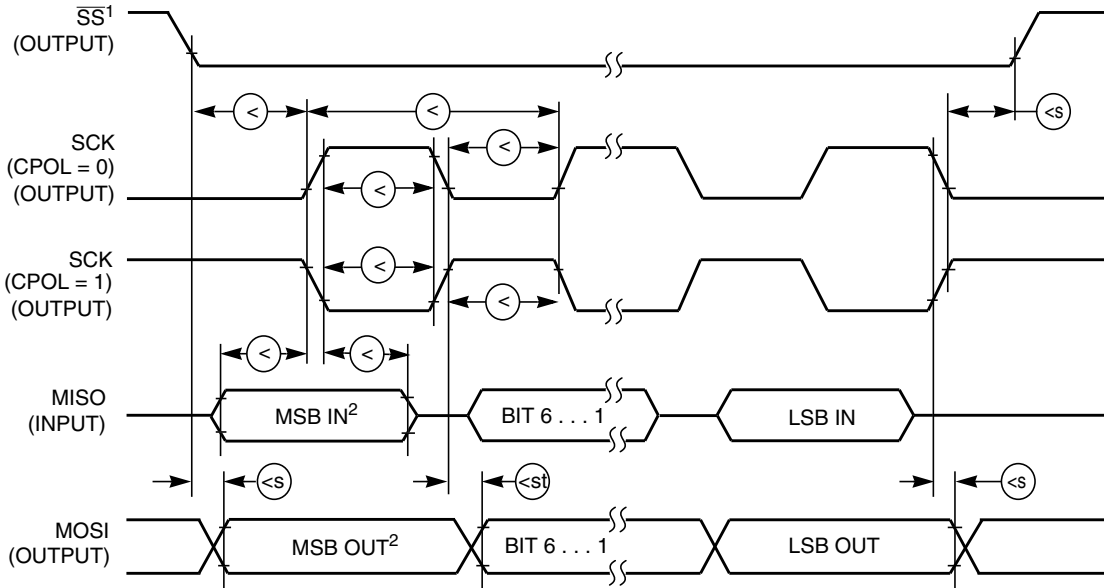 SS¹
(OUTPUT)
<
<
<s
SCK
(CPOL = 0)
(OUTPUT)
<
<
SCK
(CPOL = 1)
(OUTPUT)
<
<
<
<
MISO
(INPUT)
MSB IN²
BIT 6 . . . 1
LSB IN
<s
<st
<s
MOSI
(OUTPUT)
MSB OUT²
BIT 6 . . . 1
LSB OUT